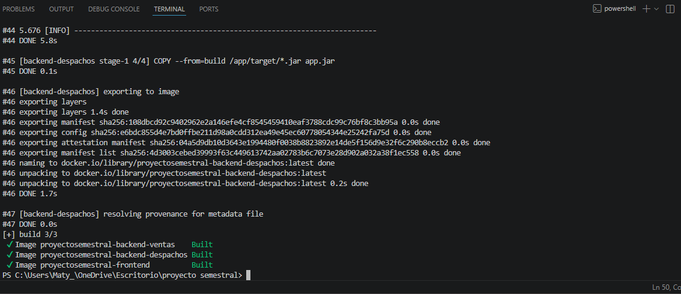 PROBLEMS OUTPUT DEBUG CONSOLE TERMINAL PORTS powershell
#44 5.676 [INFO] ------------------------------------------------------------------------
#44 DONE 5.8s
#45 [backend-despachos stage-1 4/4] COPY --from=build /app/target/*.jar app.jar
#45 DONE 0.1s
#46 [backend-despachos] exporting to image
#46 exporting layers
#46 exporting layers 1.4s done
#46 exporting manifest sha256:108dbcd92c9402962e2a146efe4cf8545459410eaf3788cdc99c76bf8c3bb95a 0.0s done
#46 exporting config sha256:e6bdc855d4e7bd0ffbe211d98a0cdd312ea49e45ec60778054344e25242fa75d 0.0s done
#46 exporting attestation manifest sha256:04a5d9db10d3643e1994480f0038b8823892e14de5f156d9e32f6c290b8eccb2 0.0s done
#46 exporting manifest list sha256:4d3003cebed39993f63c449613742aa02783b6c7073e28d902a032a38f1ec558 0.0s done
#46 naming to docker.io/library/proyectosemestral-backend-despachos:latest done
#46 unpacking to docker.io/library/proyectosemestral-backend-despachos:latest
#46 unpacking to docker.io/library/proyectosemestral-backend-despachos:latest 0.2s done
#46 DONE 1.7s
#47 [backend-despachos] resolving provenance for metadata file
#47 DONE 0.0s
[+] build 3/3
✓ Image proyectosemestral-backend-ventas Built
✓ Image proyectosemestral-backend-despachos Built
✓ Image proyectosemestral-frontend Built
PS C:\Users\Maty_\OneDrive\Escritorio\proyecto semestral>
Ln 50, Co